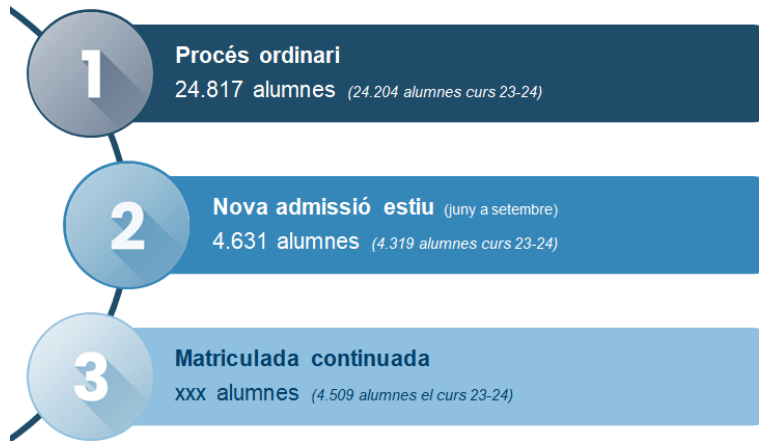 1
Procés ordinari
24.817 alumnes (24.204 alumnes curs 23-24)
2
Nova admissió estiu (juny a setembre)
4.631 alumnes (4.319 alumnes curs 23-24)
3
Matriculada continuada
xxx alumnes (4.509 alumnes el curs 23-24)